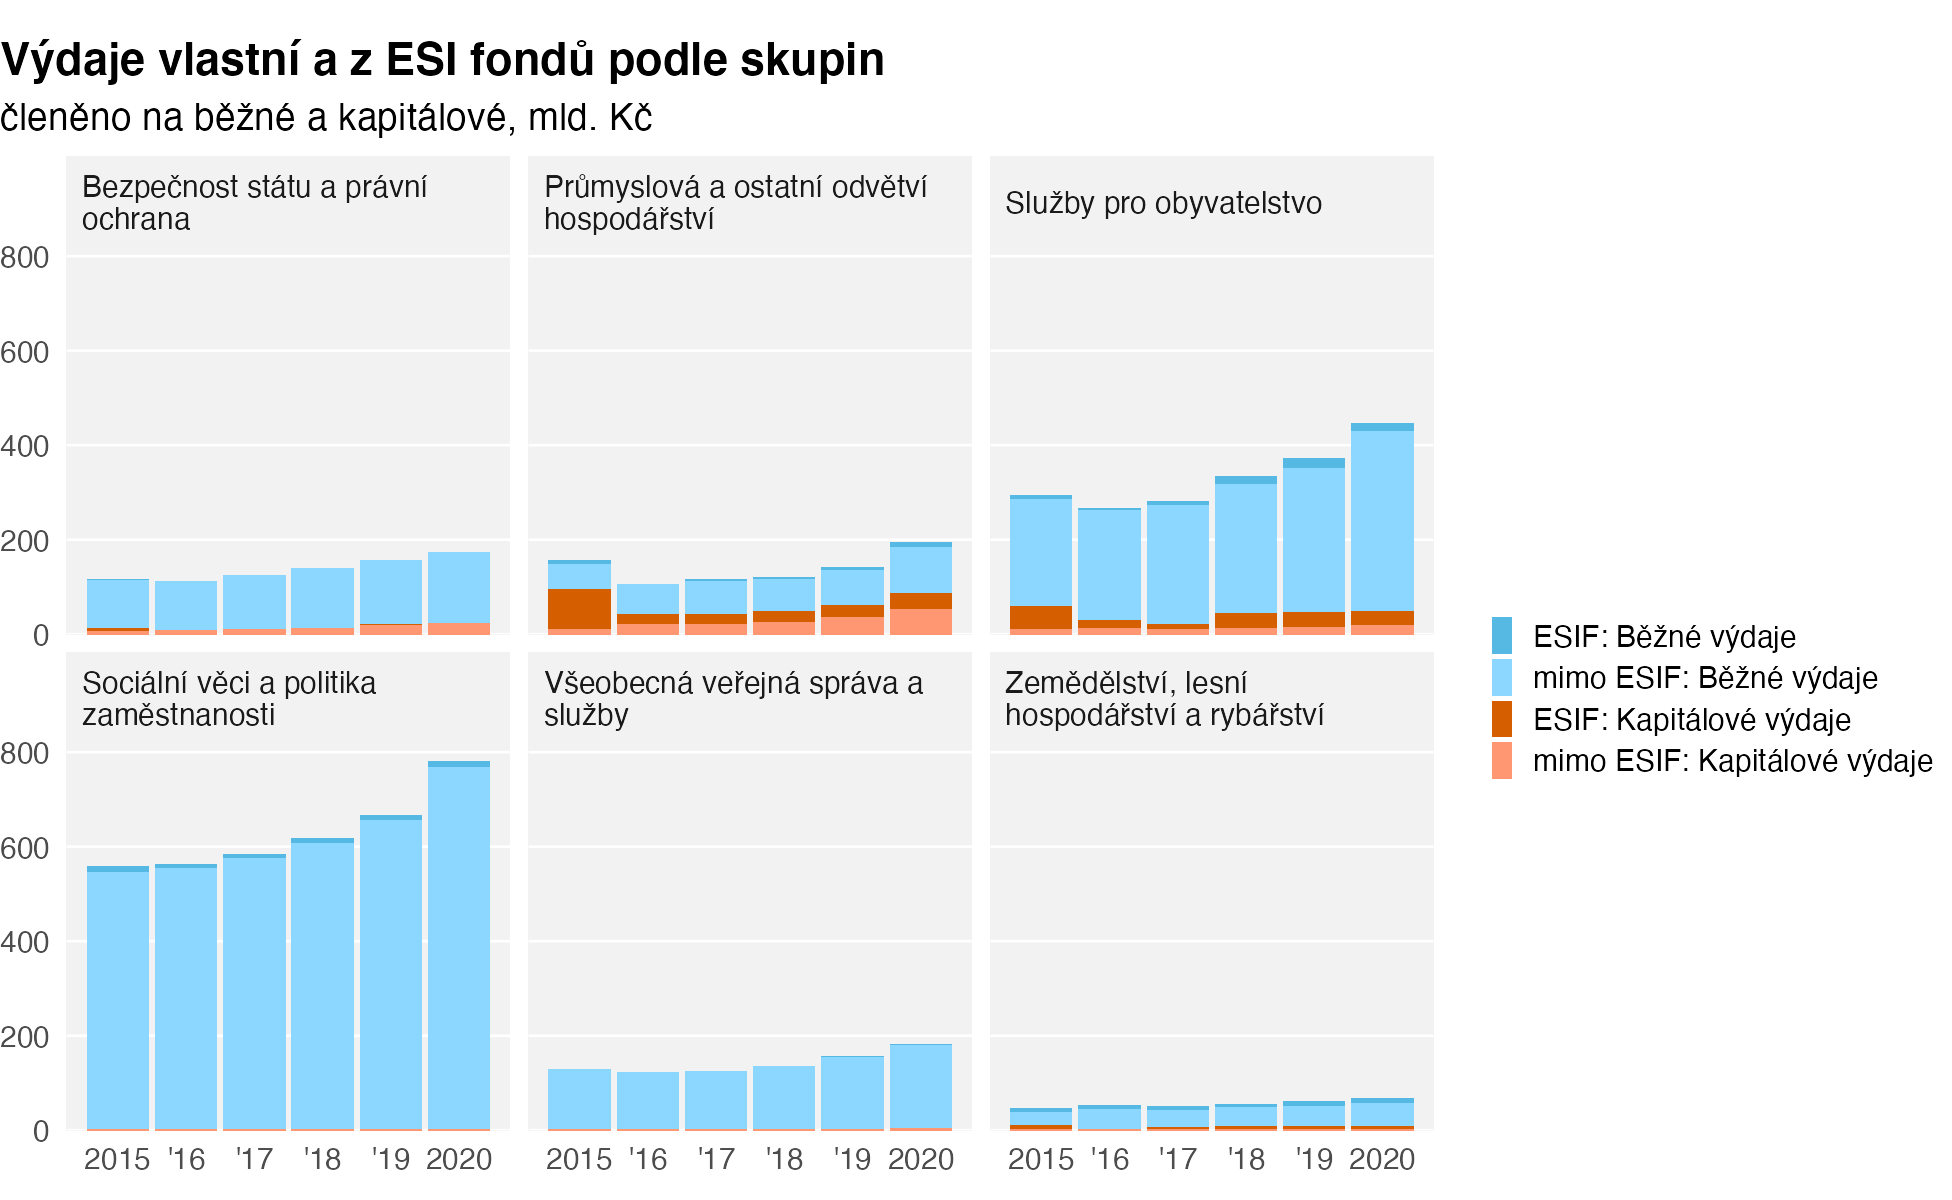 Výdaje vlastní a z ESI fondů podle skupin
členěno na běžné a kapitálové, mld. Kč
Bezpečnost státu a právní
ochrana
Průmyslová a ostatní odvětví
hospodářství
Služby pro obyvatelstvo
800
600
400
200
0
Sociální věci a politika
zaměstnanosti
Všeobecná veřejná správa a
služby
Zemědělství, lesní
hospodářství a rybářství
800
600
400
200
0
2015 '16 '17 '18 '19 2020
2015 '16 '17 '18 '19 2020
2015 '16 '17 '18 '19 2020
ESIF: Běžné výdaje
mimo ESIF: Běžné výdaje
ESIF: Kapitálové výdaje
mimo ESIF: Kapitálové výdaje